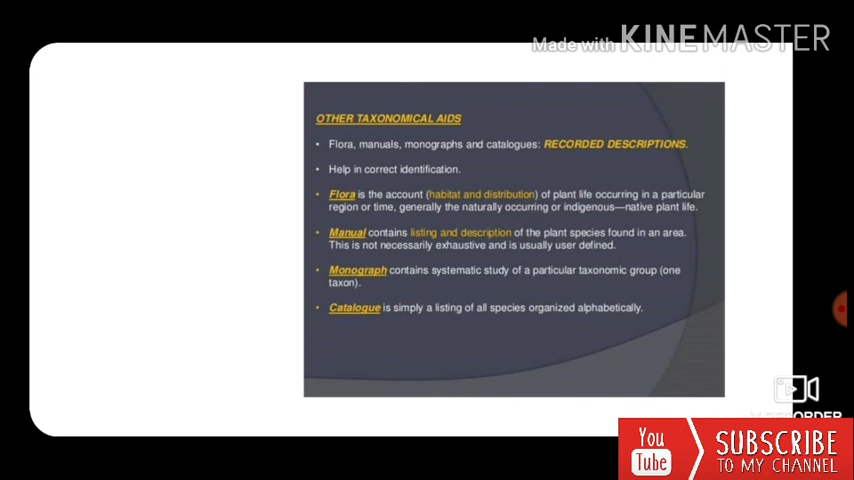 Made with KINEMASTER
OTHER TAXONOMICAL AIDS
• Flora, manuals, monographs and catalogues: RECORDED DESCRIPTIONS.
• Help in correct identification.
• Flora is the account (habitat and distribution) of plant life occurring in a particular
region or time, generally the naturally occurring or indigenous—native plant life.
• Manual contains listing and description of the plant species found in an area.
This is not necessarily exhaustive and is usually user defined.
• Monograph contains systematic study of a particular taxonomic group (one
taxon).
• Catalogue is simply a listing of all species organized alphabetically.
RECORDER
You
Tube
SUBSCRIBE
TO MY CHANNEL